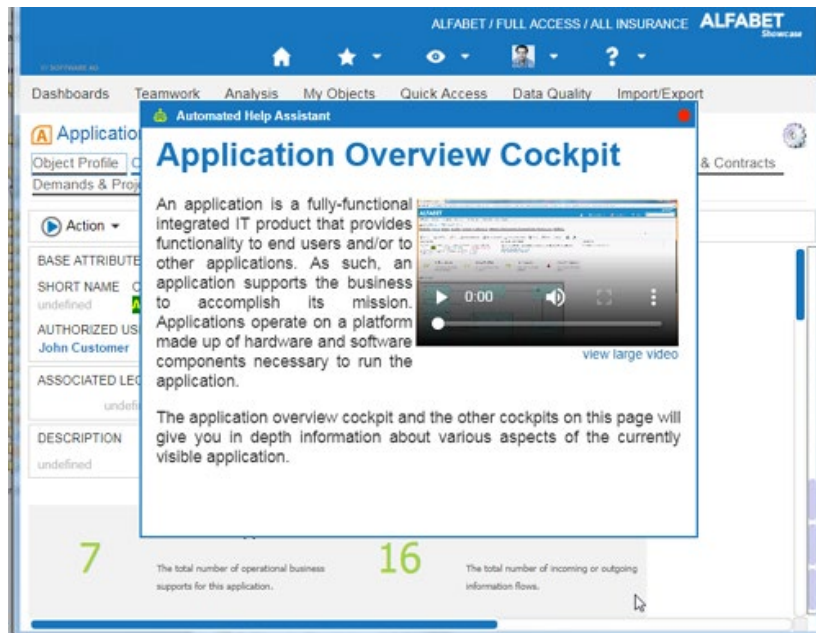 ALFABET / FULL ACCESS / ALL INSURANCE ALFABET
Showcase
Dashboards Teamwork Analysis My Objects Quick Access Data Quality Import/Export
Automated Help Assistant
A Applicatio
Application Overview Cockpit
Object Profile & Contracts
Demands & Proj
An application is a fully-functional
integrated IT product that provides
functionality to end users and/or to
other applications. As such, an
application supports the business
to accomplish its mission.
Applications operate on a platform
made up of hardware and software
components necessary to run the
application.
0:00
view large video
The application overview cockpit and the other cockpits on this page will
give you in depth information about various aspects of the currently
visible application.
Action
BASE ATTRIBUTE
SHORT NAME
undefined
AUTHORIZED US
John Customer
ASSOCIATED LEG
undefi
DESCRIPTION
undefined
7
The total number of operational business
supports for this application.
16
The total number of incoming or outgoing
information flows.